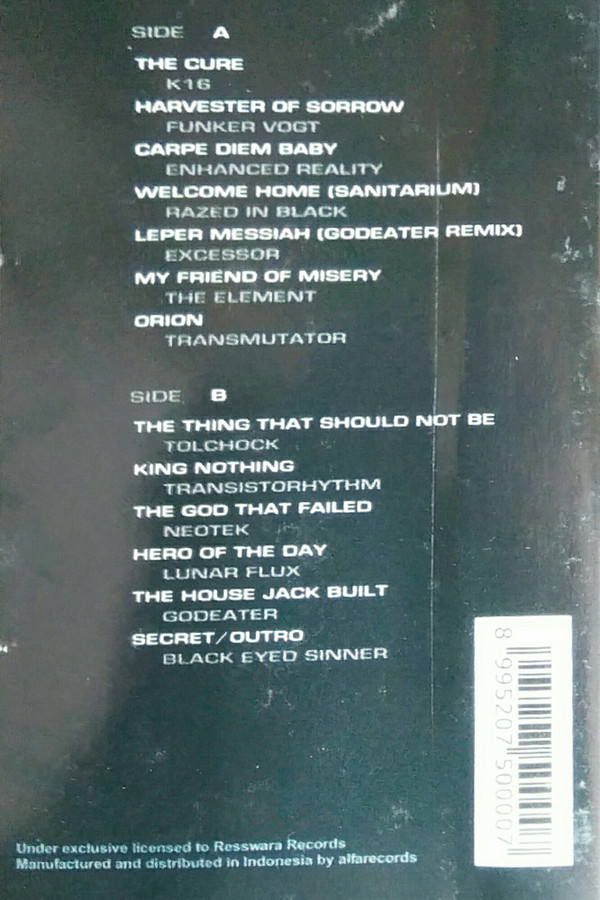 SIDE A
THE CURE
K16
HARVESTER OF SORROW
FUNKER VOGT
CARPE DIEM BABY
ENHANCED REALITY
WELCOME HOME (SANITARIUM)
RAZED IN BLACK
LEPER MESSIAH (GODEATER REMIX)
EXCESSOR
MY FRIEND OF MISERY
THE ELEMENT
ORION
TRANSMUTATOR
SIDE B
THE THING THAT SHOULD NOT BE
TOLCHOCK
KING NOTHING
TRANSISTORHYTHM
THE GOD THAT FAILED
NEOTEK
HERO OF THE DAY
LUNAR FLUX
THE HOUSE JACK BUILT
GODEATER
SECRET/OUTRO
BLACK EYED SINNER
8 995207 500007
Under exclusive licensed to Resswara Records
Manufactured and distributed in Indonesia by alfarecords